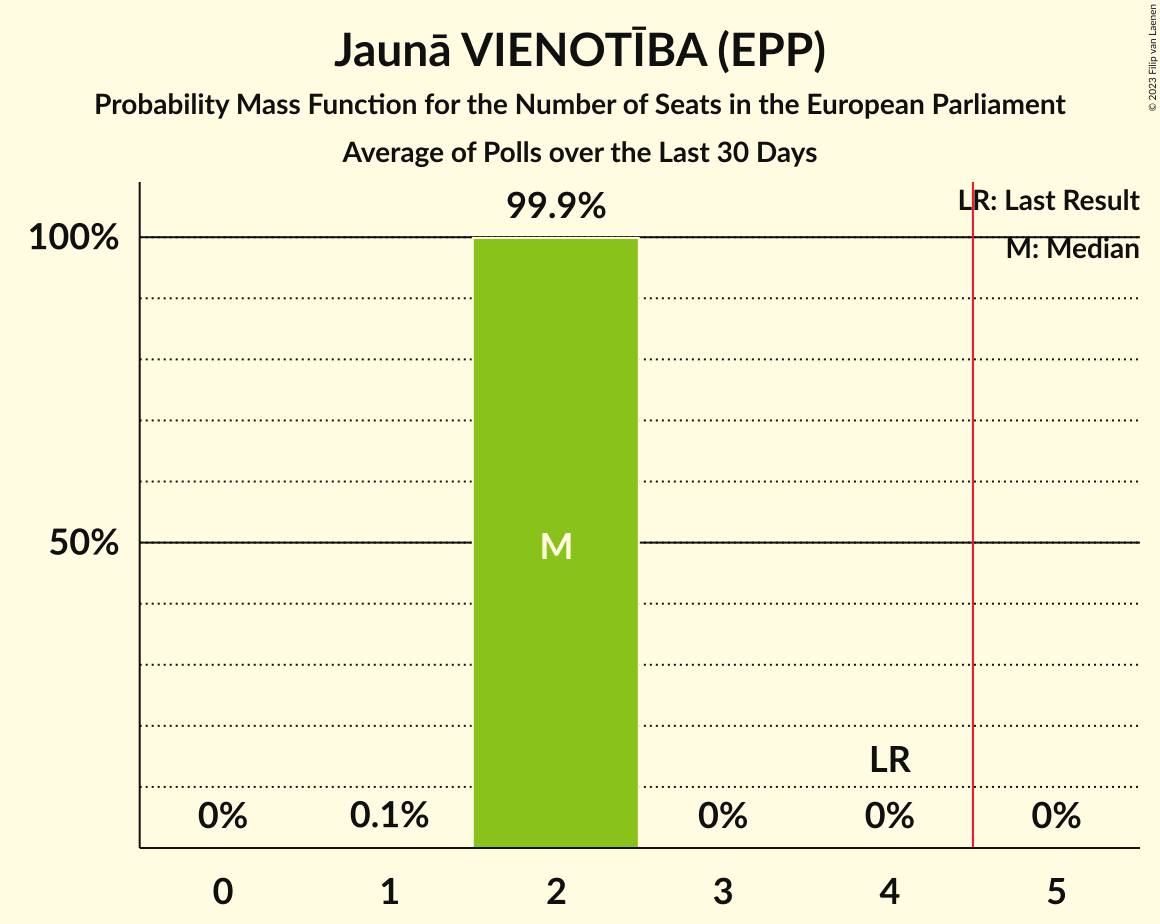 Jaunā VIENOTĪBA (EPP)
Probability Mass Function for the Number of Seats in the European Parliament
Average of Polls over the Last 30 Days
© 2023 Filip van Laenen
99.9%
LR: Last Result
100%
M: Median
50%
M
LR
0% 0.1% 0% 0% 0%
0 1 2 3 4 5